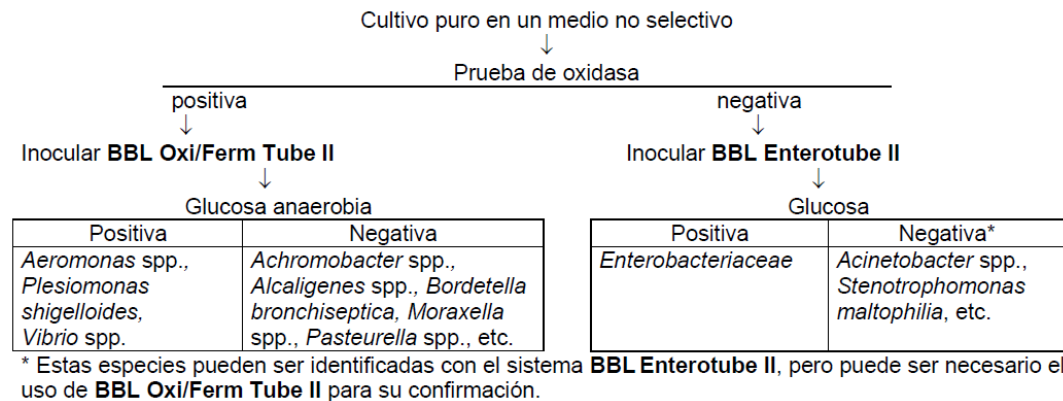 Cultivo puro en un medio no selectivo
↓
Prueba de oxidasa
positiva negativa
↓ ↓
Inocular BBL Oxi/Ferm Tube II Inocular BBL Enterotube II
↓ ↓
Glucosa anaerobia Glucosa
Positiva Negativa Positiva Negativa*
Aeromonas spp., Achromobacter spp., Enterobacteriaceae Acinetobacter spp.,
Plesiomonas Alcaligenes spp., Bordetella Stenotrophomonas
shigelloides, bronchiseptica, Moraxella maltophilia, etc.
Vibrio spp. spp., Pasteurella spp., etc.
* Estas especies pueden ser identificadas con el sistema BBL Enterotube II, pero puede ser necesario el
uso de BBL Oxi/Ferm Tube II para su confirmación.